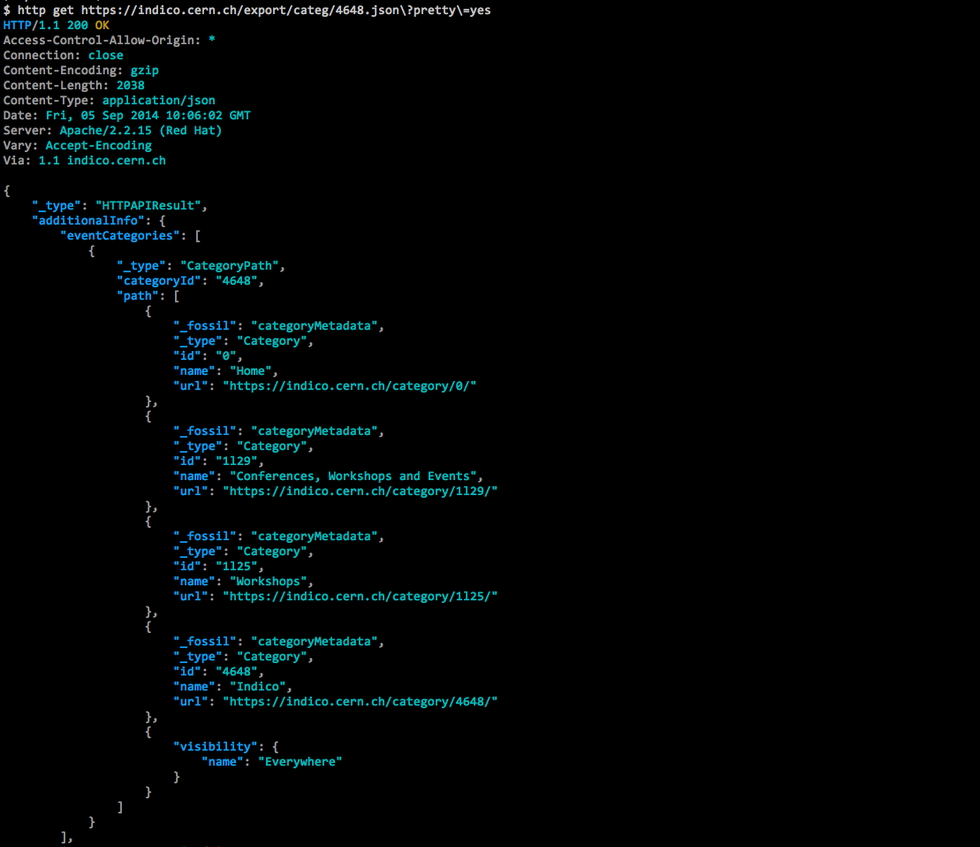 $ http get https://indico.cern.ch/export/categ/4648.json\?pretty\=yes
HTTP/1.1 200 OK
Access-Control-Allow-Origin: *
Connection: close
Content-Encoding: gzip
Content-Length: 2038
Content-Type: application/json
Date: Fri, 05 Sep 2014 10:06:02 GMT
Server: Apache/2.2.15 (Red Hat)
Vary: Accept-Encoding
Via: 1.1 indico.cern.ch

{
    "_type": "HTTPAPIResult",
    "additionalInfo": {
        "eventCategories": [
            {
                "_type": "CategoryPath",
                "categoryId": "4648",
                "path": [
                    {
                        "_fossil": "categoryMetadata",
                        "_type": "Category",
                        "id": "0",
                        "name": "Home",
                        "url": "https://indico.cern.ch/category/0/"
                    },
                    {
                        "_fossil": "categoryMetadata",
                        "_type": "Category",
                        "id": "1l29",
                        "name": "Conferences, Workshops and Events",
                        "url": "https://indico.cern.ch/category/1l29/"
                    },
                    {
                        "_fossil": "categoryMetadata",
                        "_type": "Category",
                        "id": "1l25",
                        "name": "Workshops",
                        "url": "https://indico.cern.ch/category/1l25/"
                    },
                    {
                        "_fossil": "categoryMetadata",
                        "_type": "Category",
                        "id": "4648",
                        "name": "Indico",
                        "url": "https://indico.cern.ch/category/4648/"
                    },
                    {
                        "visibility": {
                            "name": "Everywhere"
                        }
                    }
                ]
            }
        ],